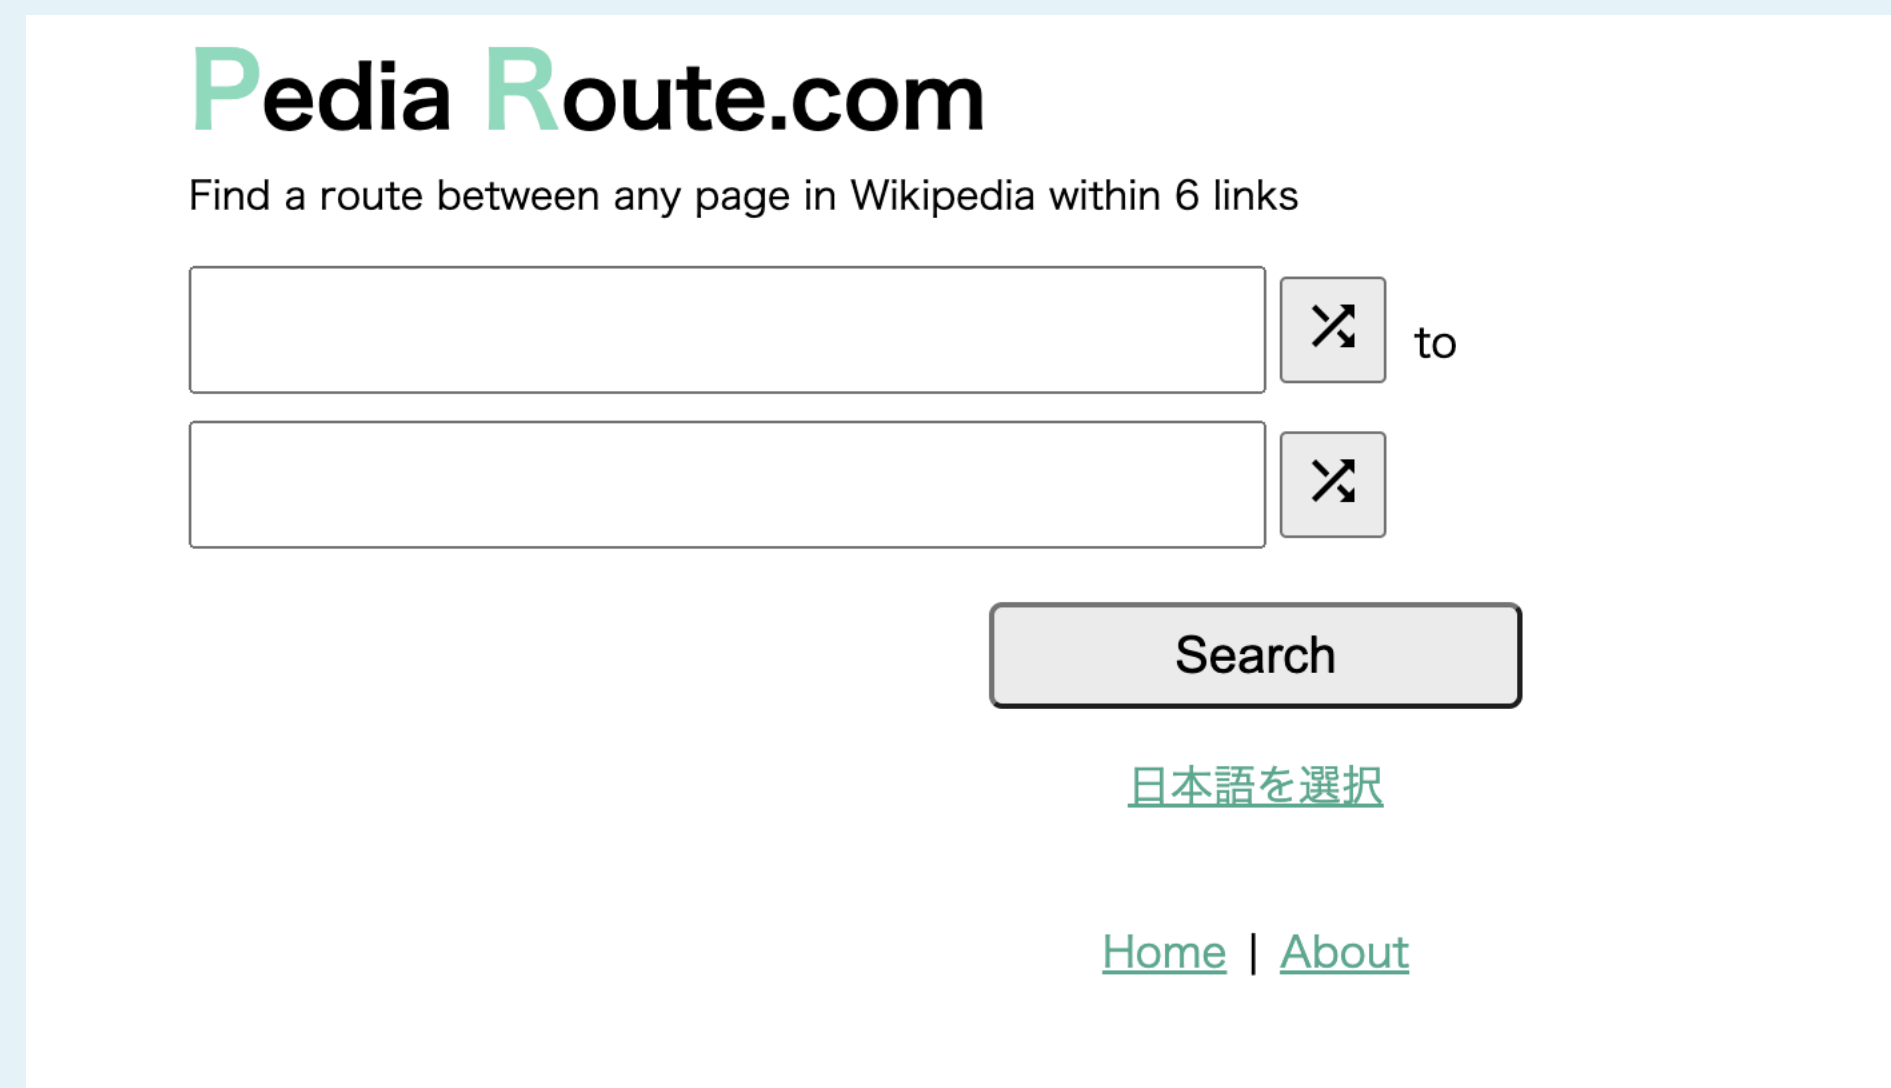 Pedia Route.com
Find a route between any page in Wikipedia within 6 links
to
Search
日本語を選択
Home | About